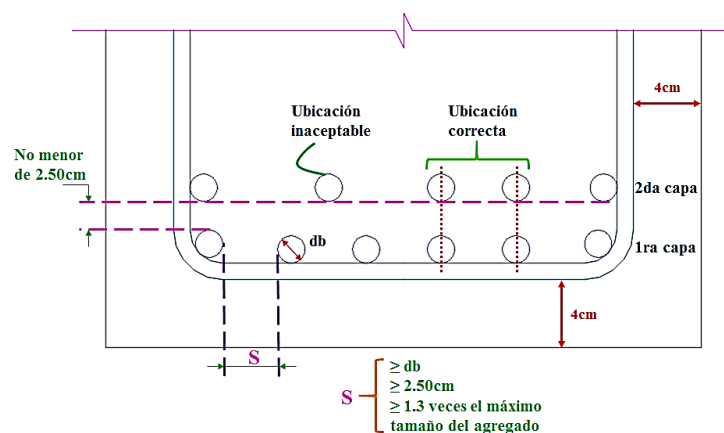 4cm
Ubicación
inaceptable
Ubicación
correcta
No menor
de 2.50cm
2da capa
db
1ra capa
4cm
S
S
≥ db
≥ 2.50cm
≥ 1.3 veces el máximo
tamaño del agregado